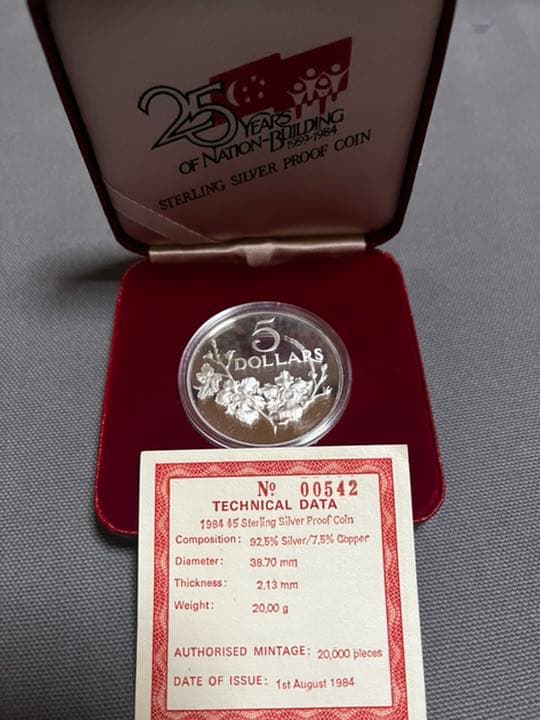 25 YEARS
OF NATION-BUILDING
1959-1984
STERLING SILVER PROOF COIN
5
DOLLARS
Nº 00542
TECHNICAL DATA
1984 $5 Sterling Silver Proof Coin
Composition: 92.5% Silver/7.5% Copper
Diameter: 38.70 mm
Thickness: 2.13 mm
Weight: 20.00 g
AUTHORISED MINTAGE: 20,000 pieces
DATE OF ISSUE: 1st August 1984